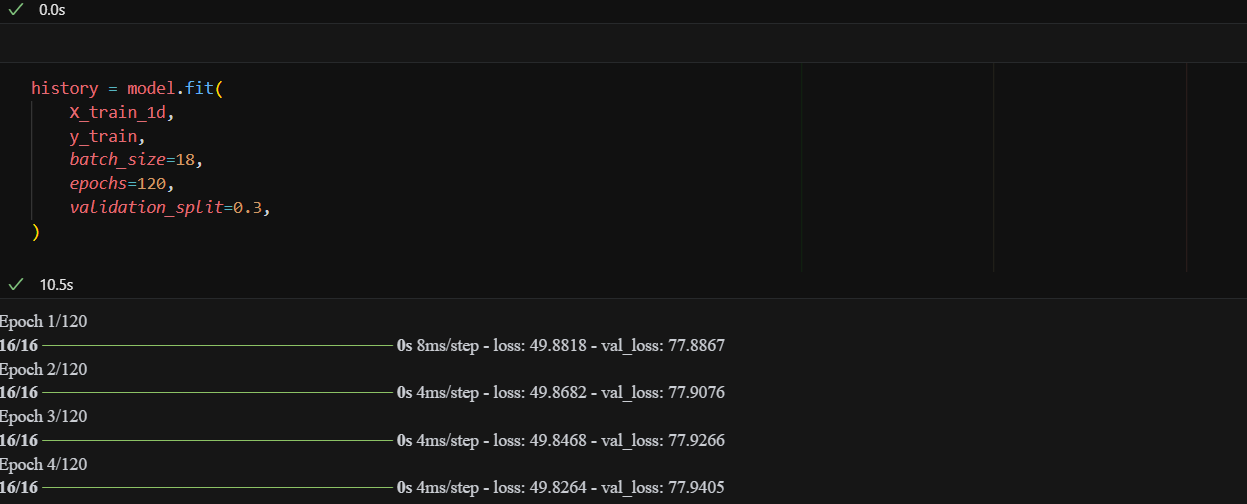 0.0s
history = model.fit(
    X_train_1d,
    y_train,
    batch_size=18,
    epochs=120,
    validation_split=0.3,
)
10.5s
Epoch 1/120
16/16 0s 8ms/step - loss: 49.8818 - val_loss: 77.8867
Epoch 2/120
16/16 0s 4ms/step - loss: 49.8682 - val_loss: 77.9076
Epoch 3/120
16/16 0s 4ms/step - loss: 49.8468 - val_loss: 77.9266
Epoch 4/120
16/16 0s 4ms/step - loss: 49.8264 - val_loss: 77.9405